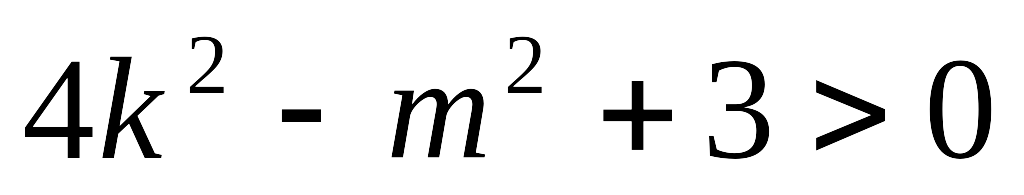 4k² - m² + 3 > 0